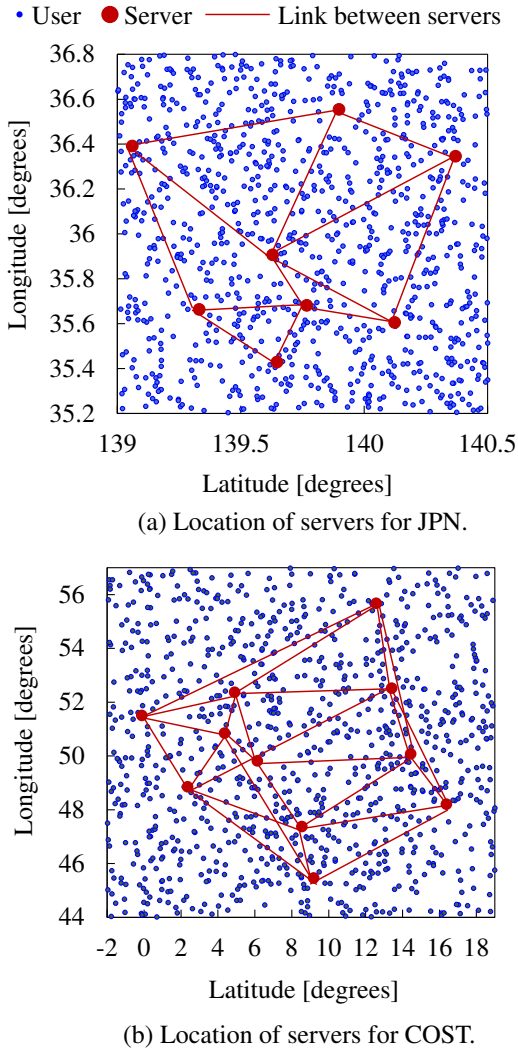 User Server Link between servers
36.8
36.6
36.4
36.2
36
35.8
35.6
35.4
35.2
Longitude [degrees]
139 139.5 140 140.5
Latitude [degrees]
(a) Location of servers for JPN.
56
54
52
50
48
46
44
Longitude [degrees]
-2 0 2 4 6 8 10 12 14 16 18
Latitude [degrees]
(b) Location of servers for COST.